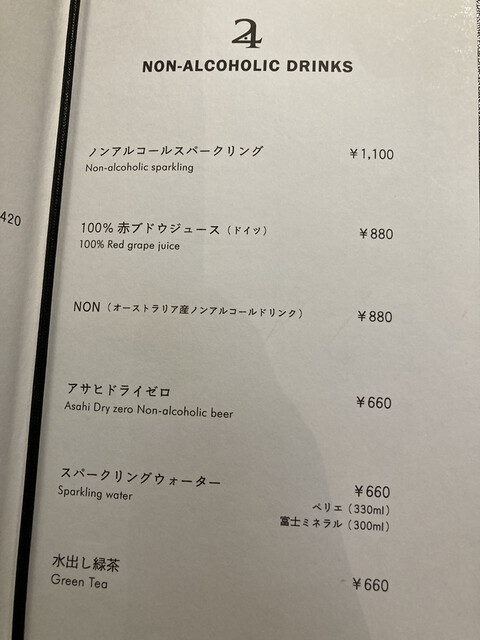 24
NON-ALCOHOLIC DRINKS
ノンアルコールスパークリング ¥1,100
Non-alcoholic sparkling
420
100% 赤ブドウジュース（ドイツ） ¥880
100% Red grape juice
NON（オーストラリア産ノンアルコールドリンク） ¥880
アサヒドライゼロ ¥660
Asahi Dry zero Non-alcoholic beer
スパークリングウォーター ¥660
Sparkling water
ペリエ（330ml）
富士ミネラル（300ml）
水出し緑茶 ¥660
Green Tea